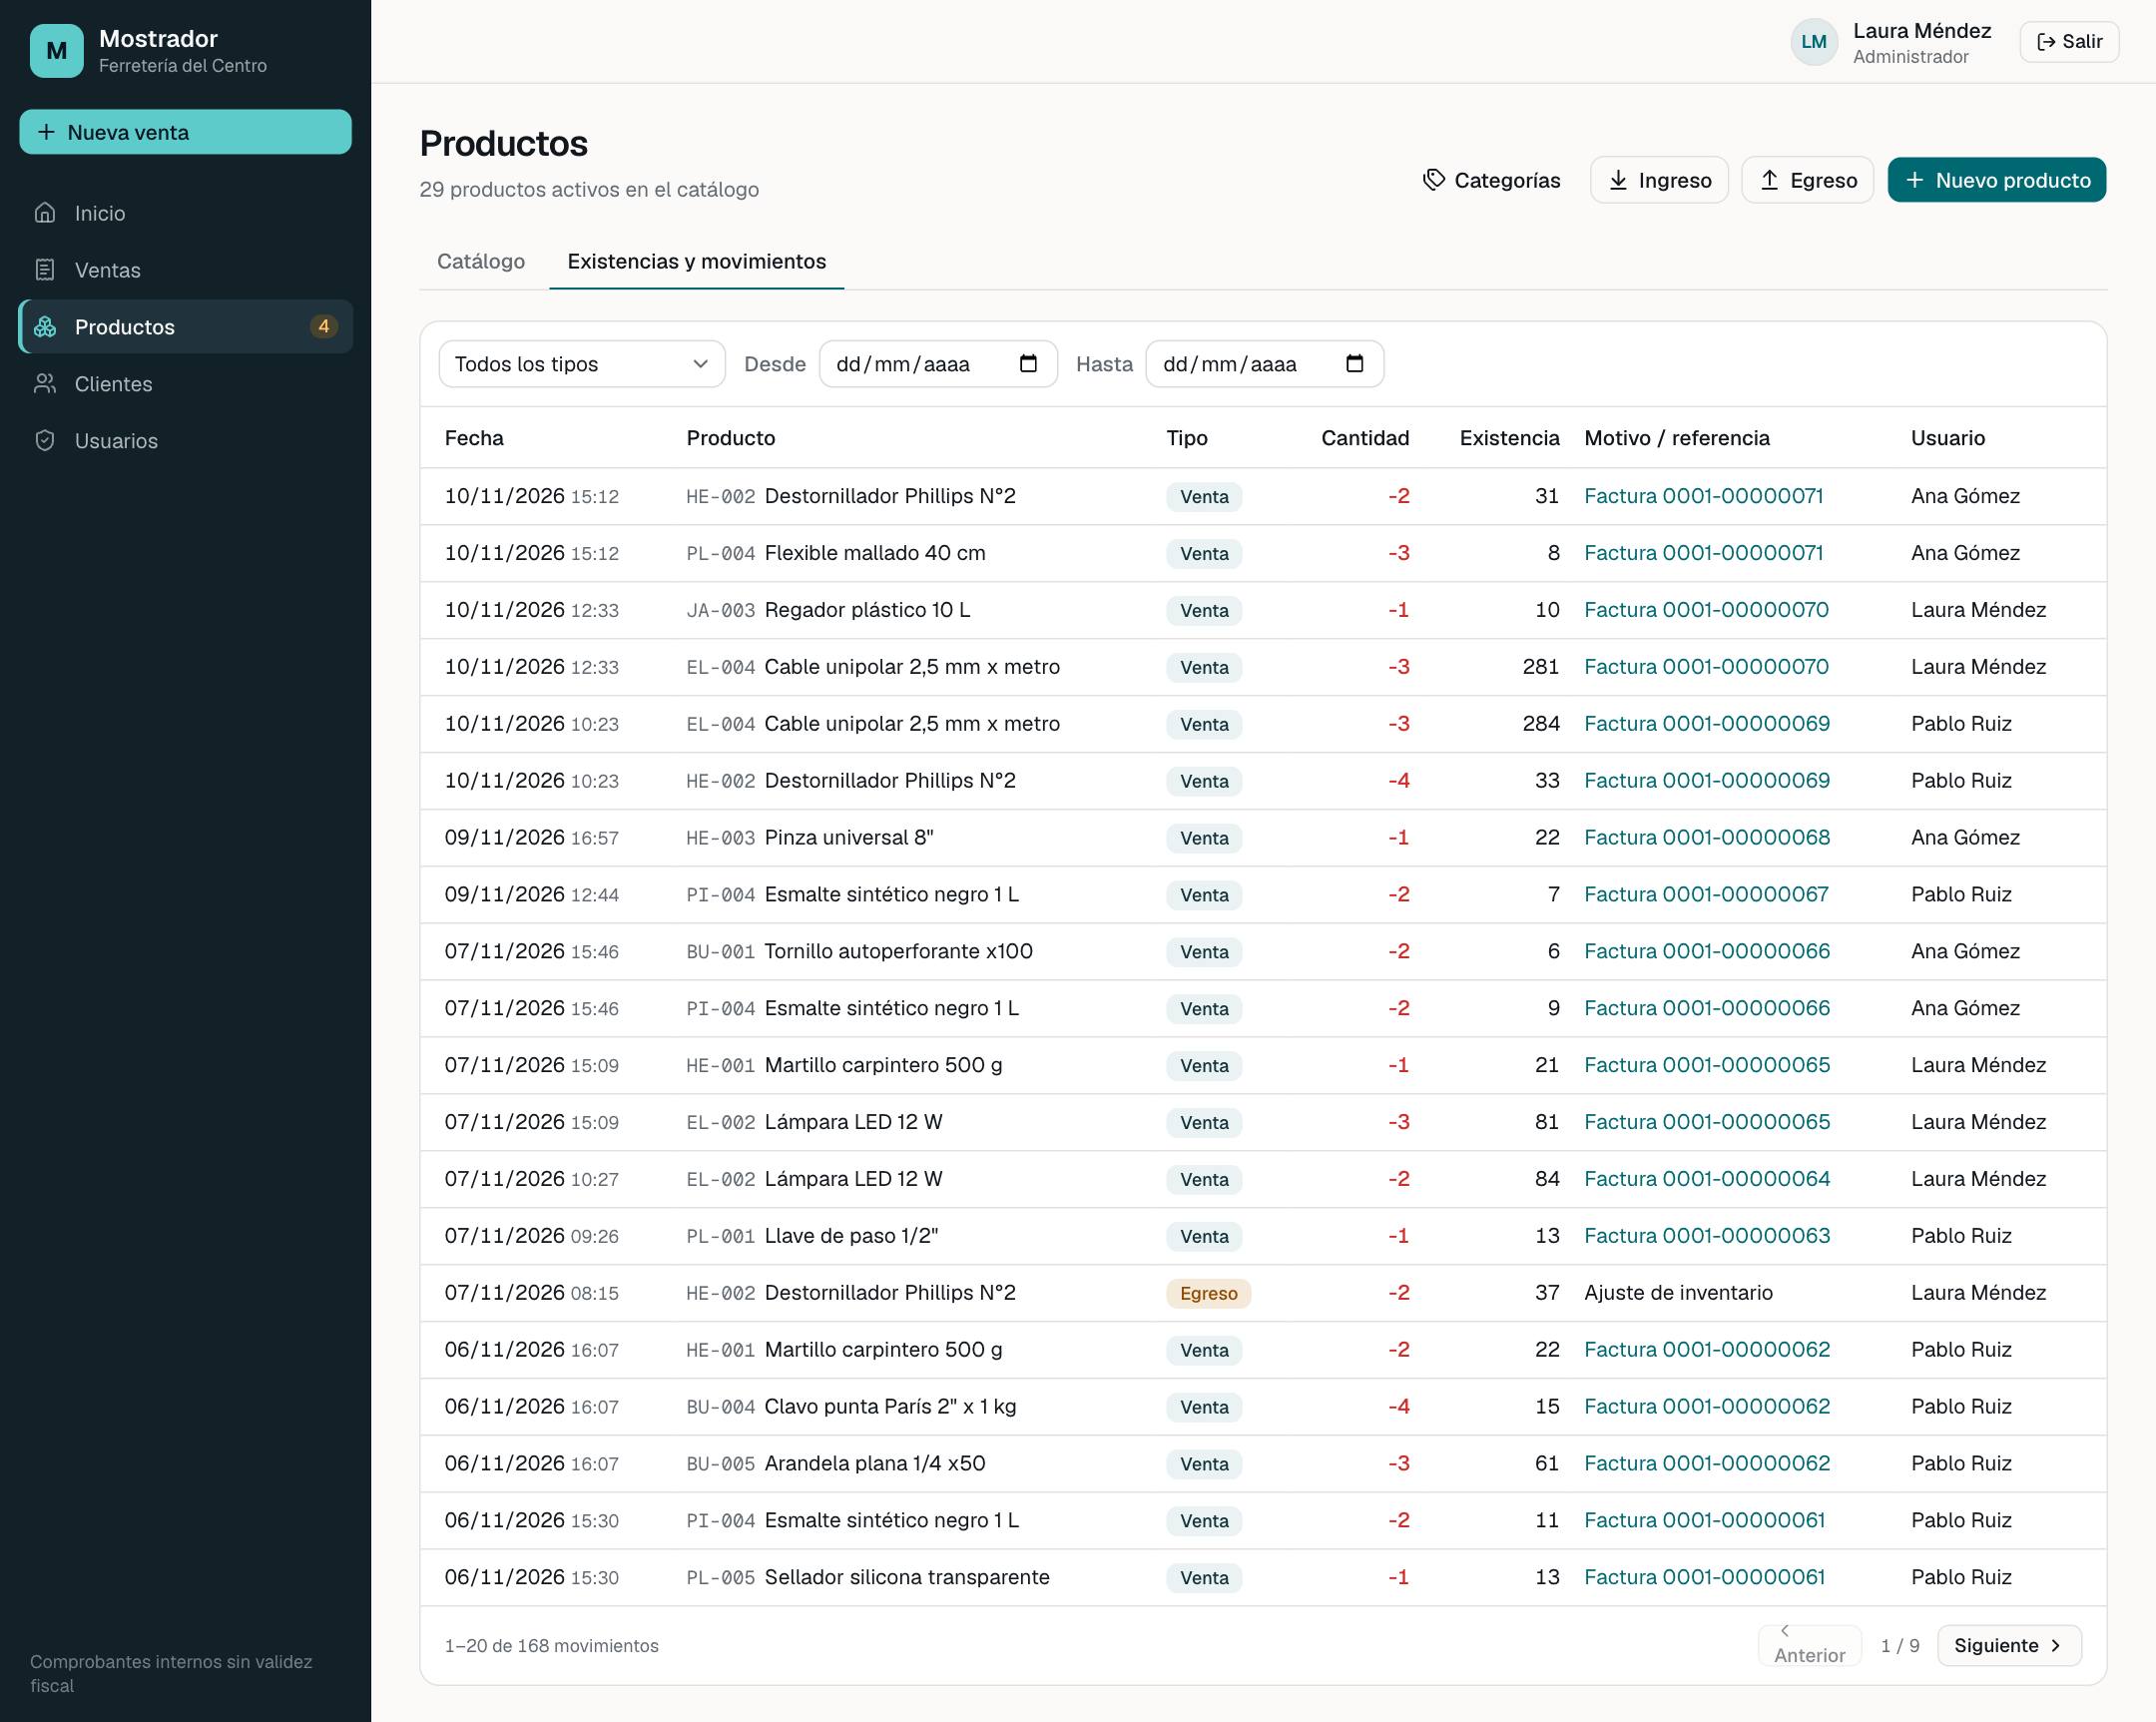 M
Mostrador
Ferretería del Centro
+ Nueva venta
Inicio
Ventas
Productos 4
Clientes
Usuarios
Comprobantes internos sin validez
fiscal
LM
Laura Méndez
Administrador
Salir
Productos
29 productos activos en el catálogo
Categorías
Ingreso
Egreso
+ Nuevo producto
Catálogo
Existencias y movimientos
Todos los tipos
Desde dd/mm/aaaa
Hasta dd/mm/aaaa
Fecha Producto Tipo Cantidad Existencia Motivo / referencia Usuario
10/11/2026 15:12 HE-002 Destornillador Phillips N°2 Venta -2 31 Factura 0001-00000071 Ana Gómez
10/11/2026 15:12 PL-004 Flexible mallado 40 cm Venta -3 8 Factura 0001-00000071 Ana Gómez
10/11/2026 12:33 JA-003 Regador plástico 10 L Venta -1 10 Factura 0001-00000070 Laura Méndez
10/11/2026 12:33 EL-004 Cable unipolar 2,5 mm x metro Venta -3 281 Factura 0001-00000070 Laura Méndez
10/11/2026 10:23 EL-004 Cable unipolar 2,5 mm x metro Venta -3 284 Factura 0001-00000069 Pablo Ruiz
10/11/2026 10:23 HE-002 Destornillador Phillips N°2 Venta -4 33 Factura 0001-00000069 Pablo Ruiz
09/11/2026 16:57 HE-003 Pinza universal 8" Venta -1 22 Factura 0001-00000068 Ana Gómez
09/11/2026 12:44 PI-004 Esmalte sintético negro 1 L Venta -2 7 Factura 0001-00000067 Pablo Ruiz
07/11/2026 15:46 BU-001 Tornillo autoperforante x100 Venta -2 6 Factura 0001-00000066 Ana Gómez
07/11/2026 15:46 PI-004 Esmalte sintético negro 1 L Venta -2 9 Factura 0001-00000066 Ana Gómez
07/11/2026 15:09 HE-001 Martillo carpintero 500 g Venta -1 21 Factura 0001-00000065 Laura Méndez
07/11/2026 15:09 EL-002 Lámpara LED 12 W Venta -3 81 Factura 0001-00000065 Laura Méndez
07/11/2026 10:27 EL-002 Lámpara LED 12 W Venta -2 84 Factura 0001-00000064 Laura Méndez
07/11/2026 09:26 PL-001 Llave de paso 1/2" Venta -1 13 Factura 0001-00000063 Pablo Ruiz
07/11/2026 08:15 HE-002 Destornillador Phillips N°2 Egreso -2 37 Ajuste de inventario Laura Méndez
06/11/2026 16:07 HE-001 Martillo carpintero 500 g Venta -2 22 Factura 0001-00000062 Pablo Ruiz
06/11/2026 16:07 BU-004 Clavo punta París 2" x 1 kg Venta -4 15 Factura 0001-00000062 Pablo Ruiz
06/11/2026 16:07 BU-005 Arandela plana 1/4 x50 Venta -3 61 Factura 0001-00000062 Pablo Ruiz
06/11/2026 15:30 PI-004 Esmalte sintético negro 1 L Venta -2 11 Factura 0001-00000061 Pablo Ruiz
06/11/2026 15:30 PL-005 Sellador silicona transparente Venta -1 13 Factura 0001-00000061 Pablo Ruiz
1–20 de 168 movimientos
Anterior
1 / 9
Siguiente